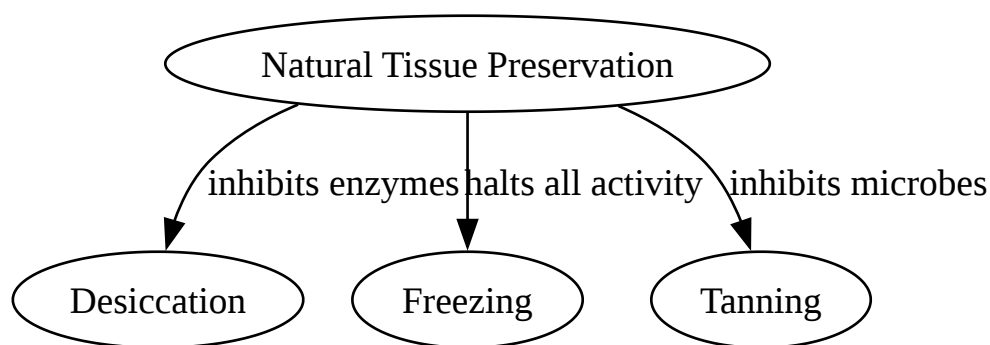 Natural Tissue Preservation
inhibits enzymes
halts all activity
inhibits microbes
Desiccation
Freezing
Tanning